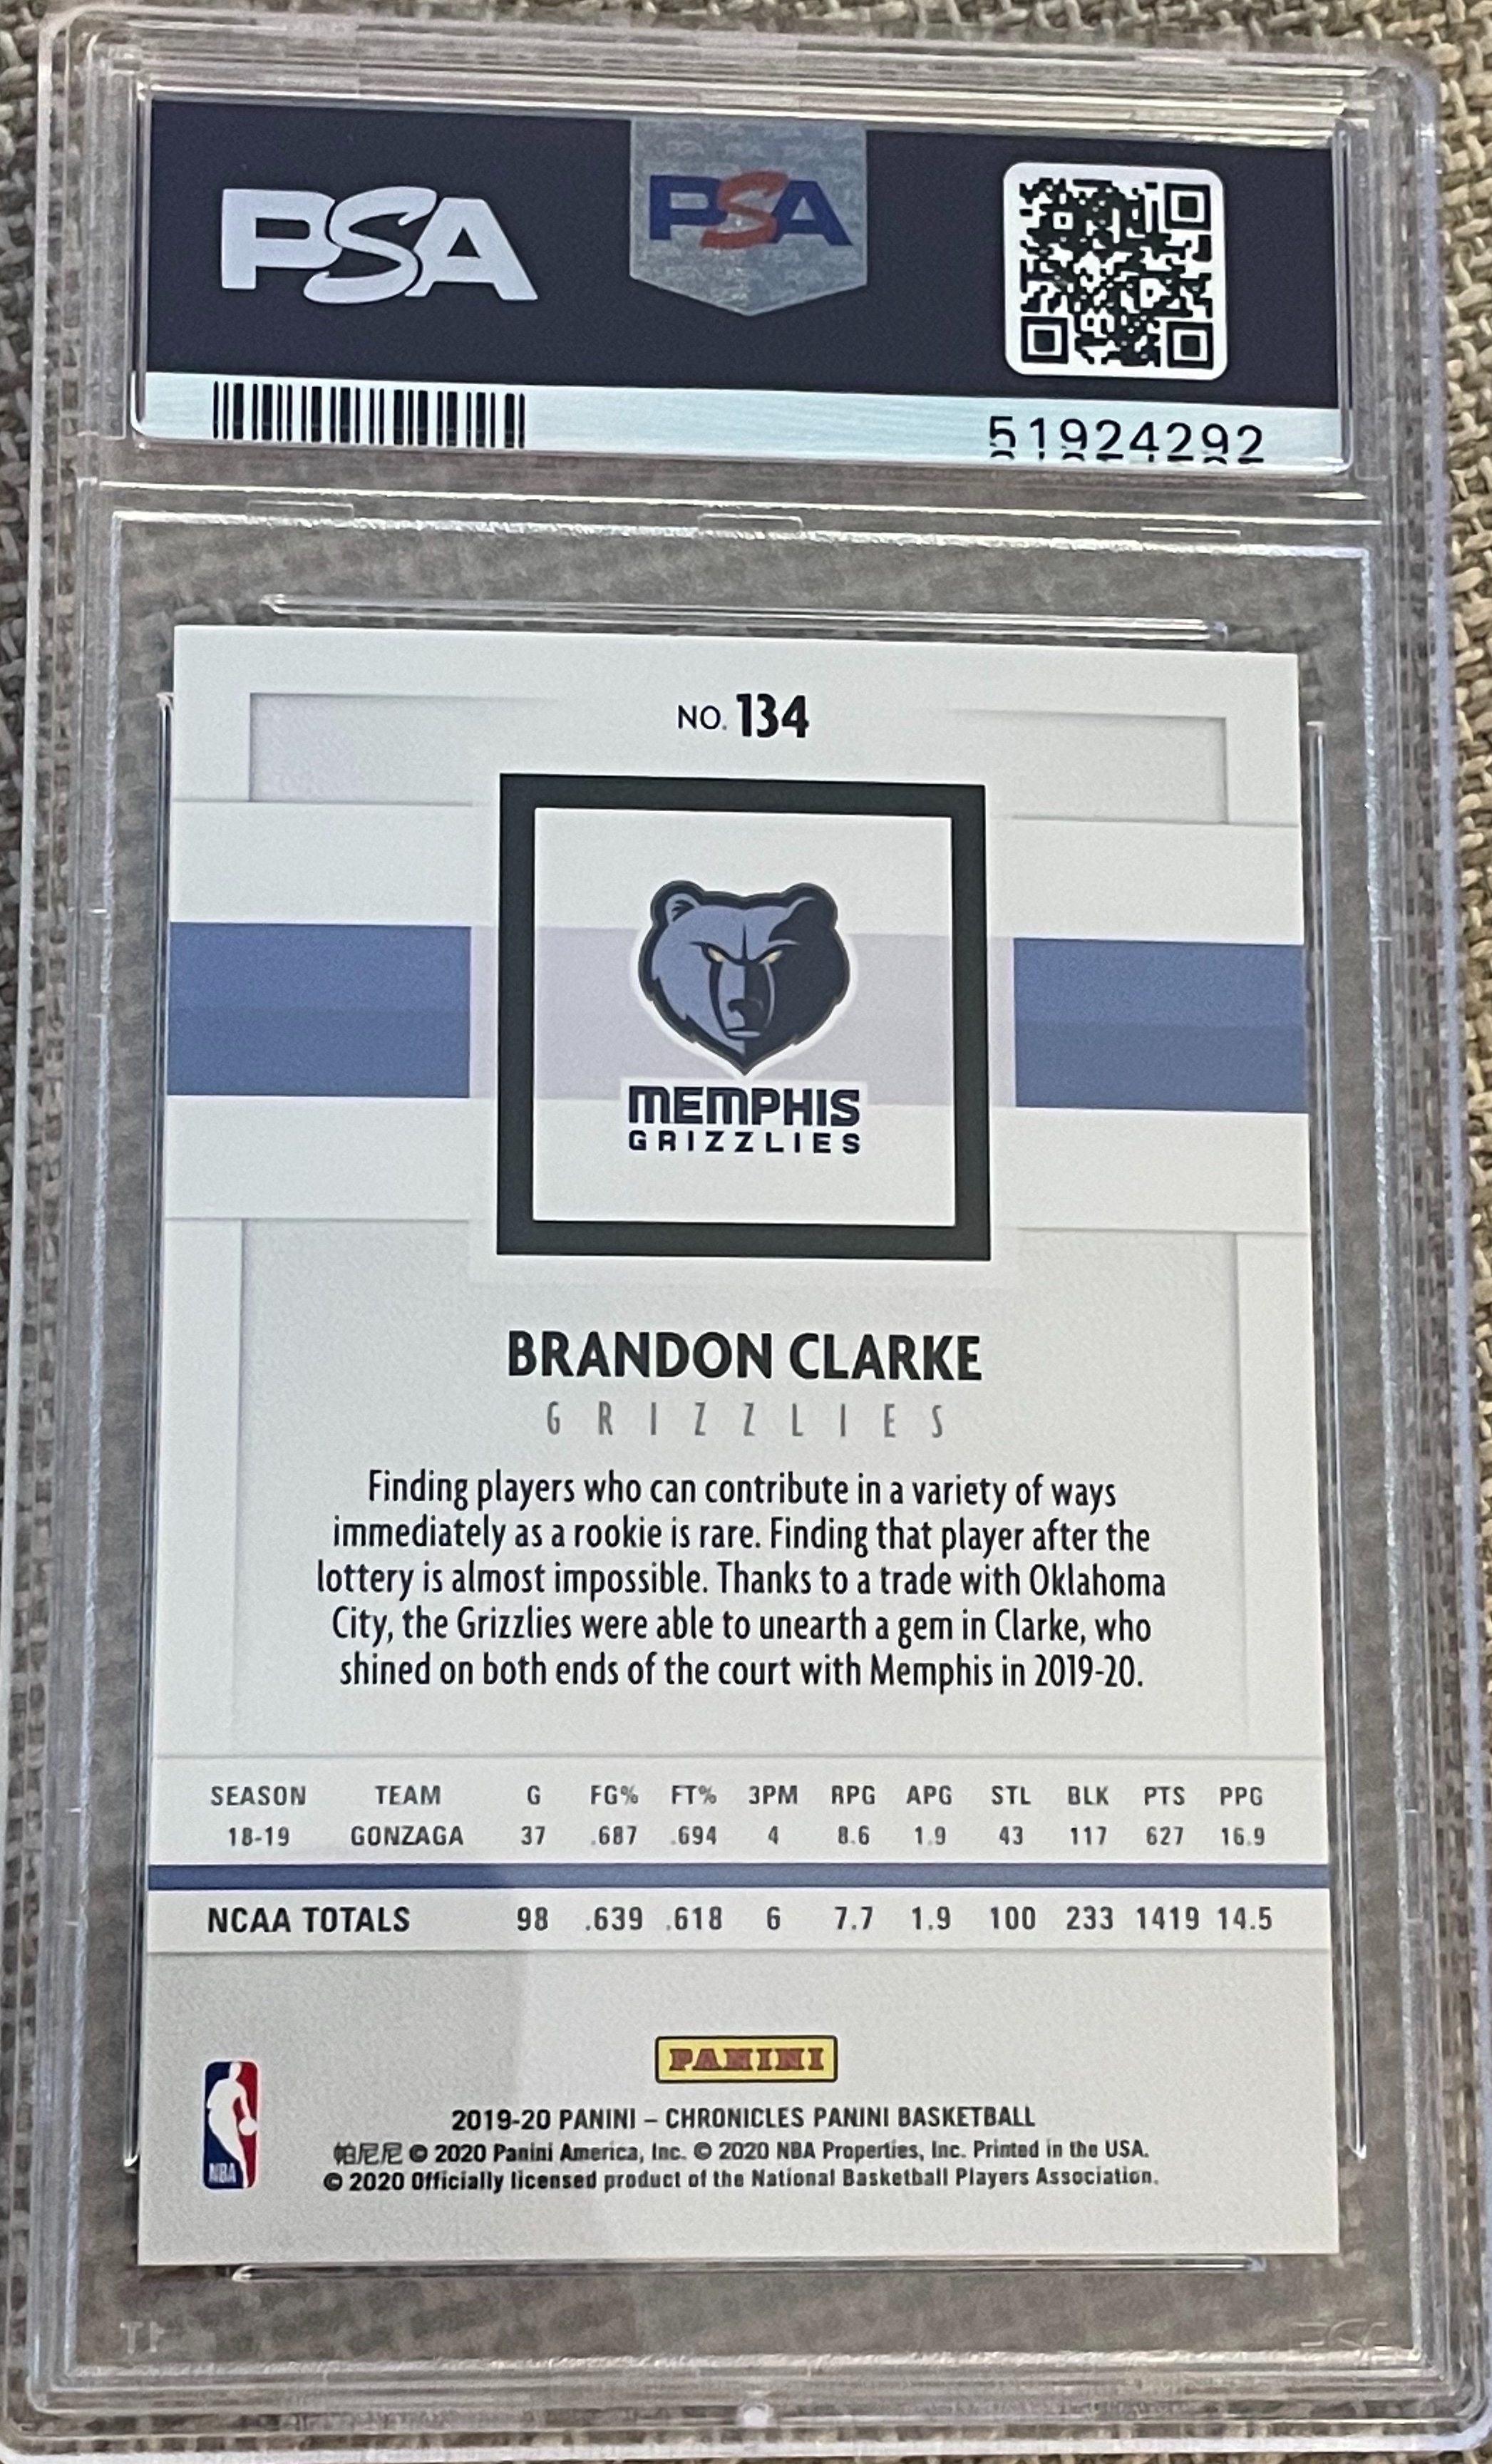 PSA PSA
51924292
NO. 134
MEMPHIS
GRIZZLIES
BRANDON CLARKE
GRIZZLIES
Finding players who can contribute in a variety of ways
immediately as a rookie is rare. Finding that player after the
lottery is almost impossible. Thanks to a trade with Oklahoma
City, the Grizzlies were able to unearth a gem in Clarke, who
shined on both ends of the court with Memphis in 2019-20.
SEASON TEAM G FG% FT% 3PM RPG APG STL BLK PTS PPG
18-19 GONZAGA 37 .687 .694 4 8.6 1.9 43 117 627 16.9
NCAA TOTALS 98 .639 .618 6 7.7 1.9 100 233 1419 14.5
PANINI
NBA
2019-20 PANINI – CHRONICLES PANINI BASKETBALL
帕尼尼 © 2020 Panini America, Inc. © 2020 NBA Properties, Inc. Printed in the USA.
© 2020 Officially licensed product of the National Basketball Players Association.